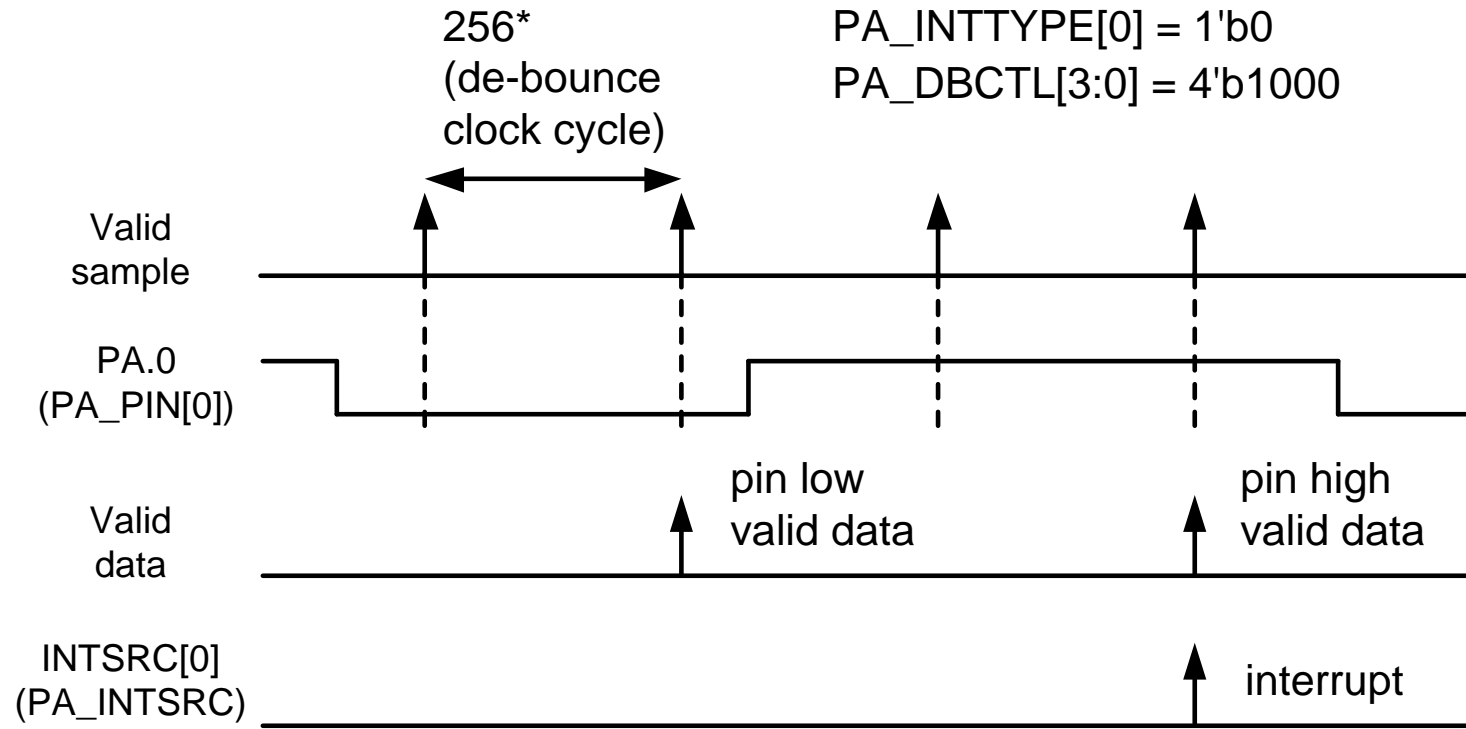 256*
(de-bounce
clock cycle)
PA_INTTYPE[0] = 1'b0
PA_DBCTL[3:0] = 4'b1000
Valid
sample
PA.0
(PA_PIN[0])
Valid
data
pin low
valid data
pin high
valid data
INTSRC[0]
(PA_INTSRC)
interrupt